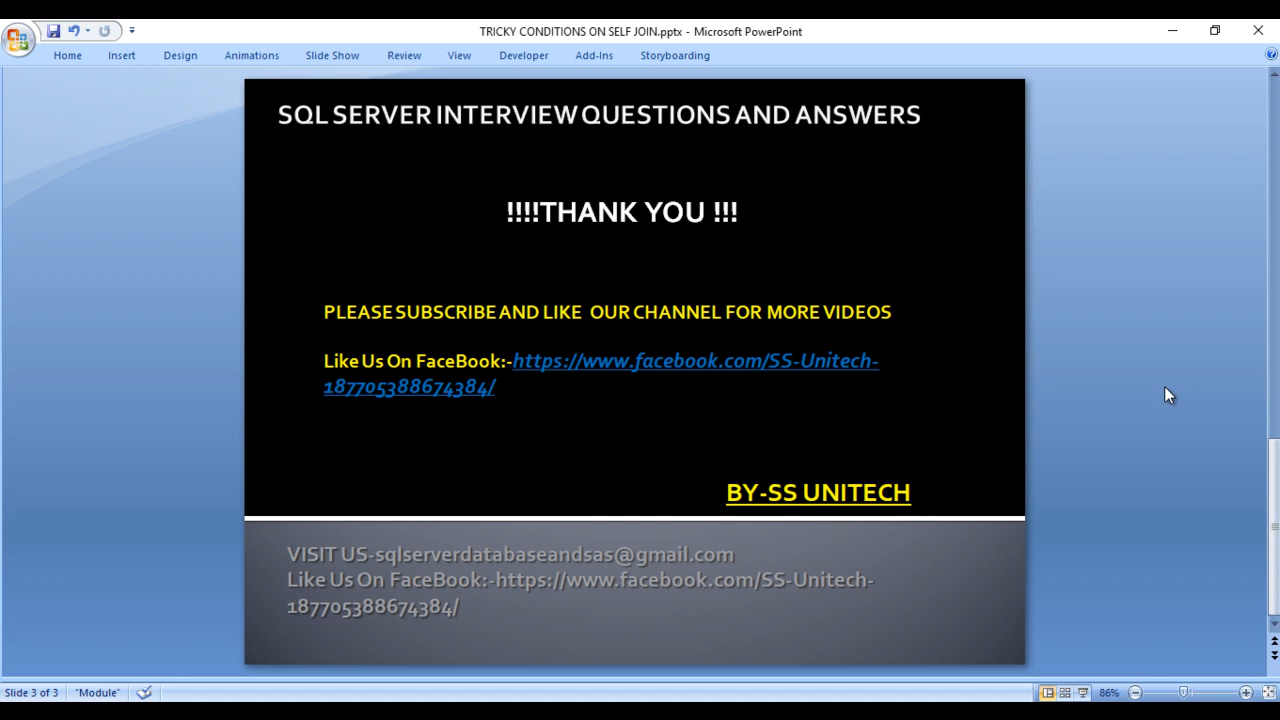 TRICKY CONDITIONS ON SELF JOIN.pptx - Microsoft PowerPoint
Home Insert Design Animations Slide Show Review View Developer Add-Ins Storyboarding
SQL SERVER INTERVIEW QUESTIONS AND ANSWERS
!!!!THANK YOU !!!
PLEASE SUBSCRIBE AND LIKE OUR CHANNEL FOR MORE VIDEOS
Like Us On FaceBook:-https://www.facebook.com/SS-Unitech-
187705388674384/
BY-SS UNITECH
VISIT US-sqlserverdatabaseandsas@gmail.com
Like Us On FaceBook:-https://www.facebook.com/SS-Unitech-
187705388674384/
Slide 3 of 3 "Module" 86%